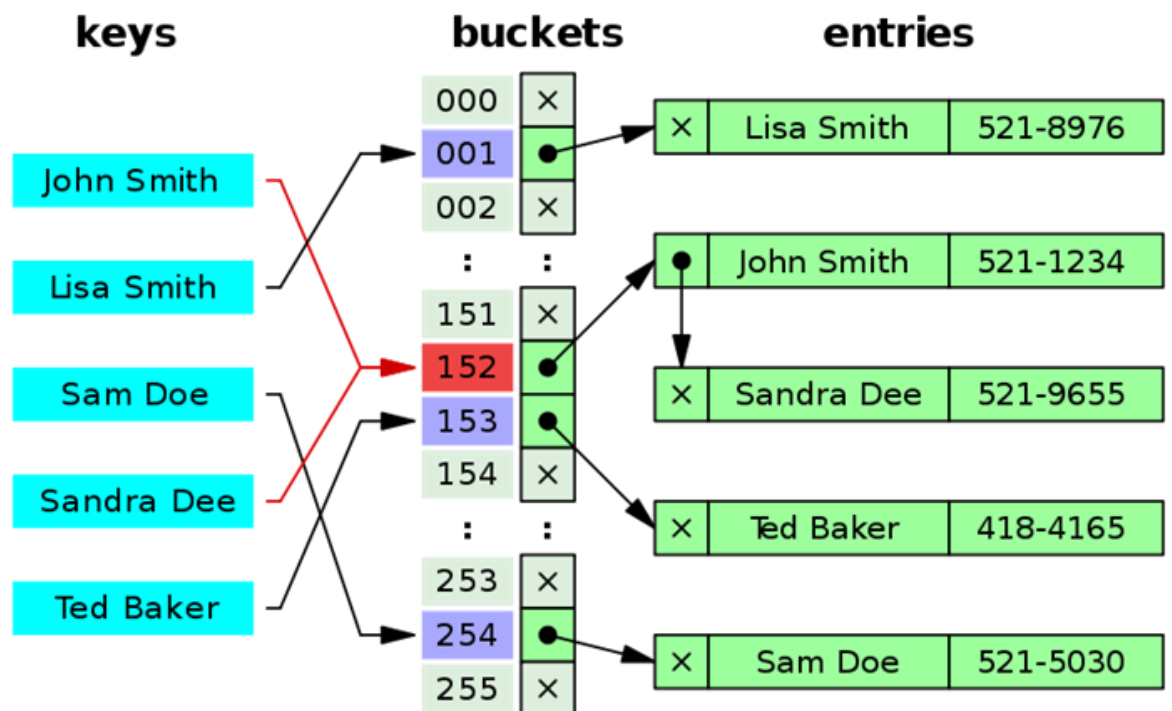 keys buckets entries
000 ×
× Lisa Smith 521-8976
001
John Smith
002 ×
: :
× John Smith 521-1234
Lisa Smith
151 ×
152
Sam Doe
× Sandra Dee 521-9655
153
154 ×
Sandra Dee
: :
× Ted Baker 418-4165
253 ×
Ted Baker
254
× Sam Doe 521-5030
255 ×